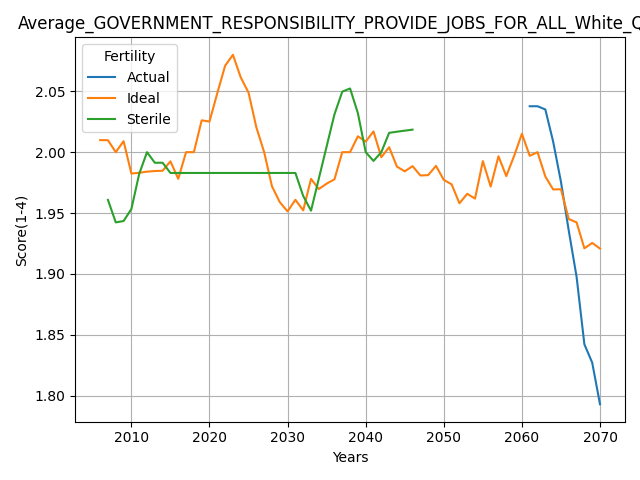 Average_GOVERNMENT_RESPONSIBILITY_PROVIDE_JOBS_FOR_ALL_White_Q
Fertility
Actual
Ideal
Sterile
Score(1-4)
2.05
2.00
1.95
1.90
1.85
1.80
2010 2020 2030 2040 2050 2060 2070
Years